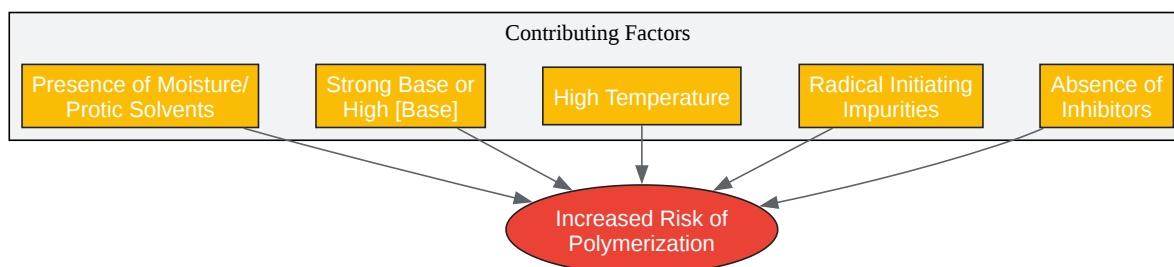 Contributing Factors
Presence of Moisture/
Protic Solvents
Strong Base or
High [Base]
High Temperature
Radical Initiating
Impurities
Absence of
Inhibitors
Increased Risk of
Polymerization